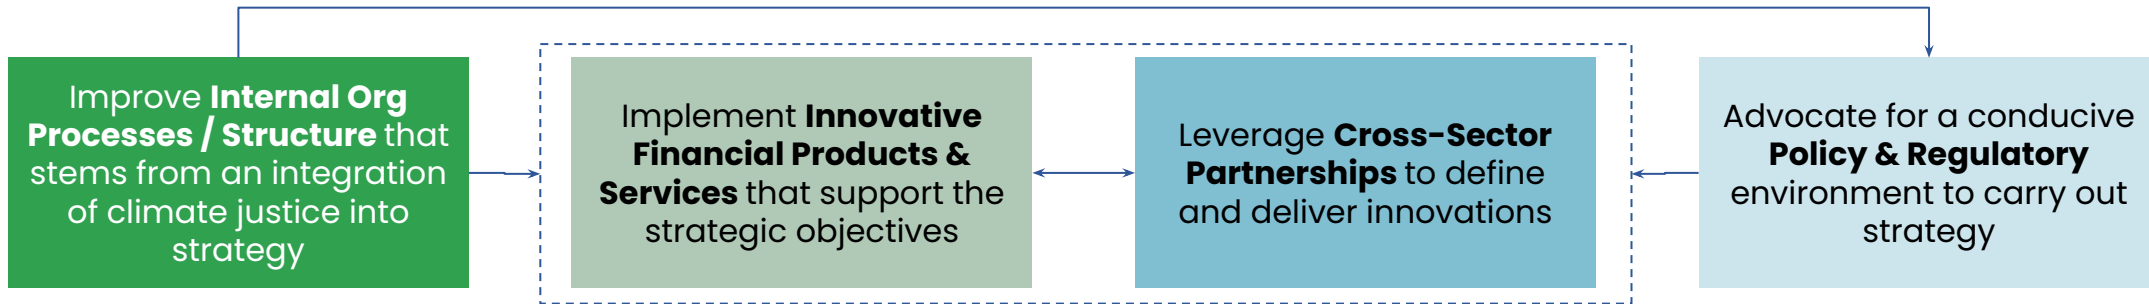 Improve Internal Org
Processes / Structure that
stems from an integration
of climate justice into
strategy
Implement Innovative
Financial Products &
Services that support the
strategic objectives
Leverage Cross-Sector
Partnerships to define
and deliver innovations
Advocate for a conducive
Policy & Regulatory
environment to carry out
strategy